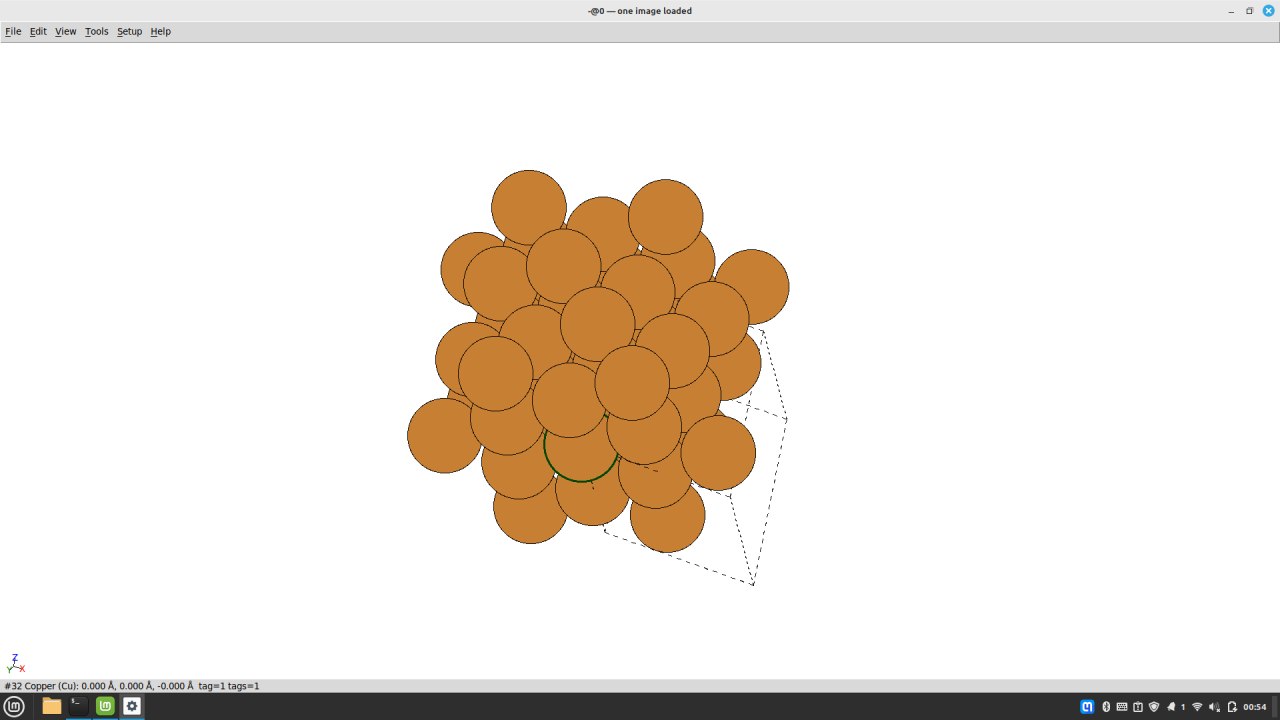 -@0 — one image loaded
File Edit View Tools Setup Help
Z
Y X
#32 Copper (Cu): 0.000 Å, 0.000 Å, -0.000 Å tag=1 tags=1
1 00:54